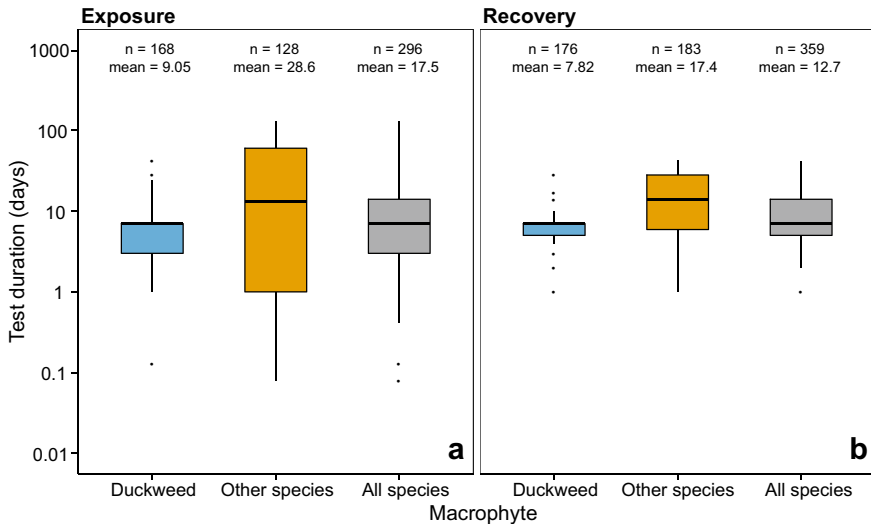 Exposure
n = 168
mean = 9.05
n = 128
mean = 28.6
n = 296
mean = 17.5
Recovery
n = 176
mean = 7.82
n = 183
mean = 17.4
n = 359
mean = 12.7
Test duration (days)
1000
100
10
1
0.1
0.01
a
b
Duckweed
Other species
All species
Duckweed
Other species
All species
Macrophyte